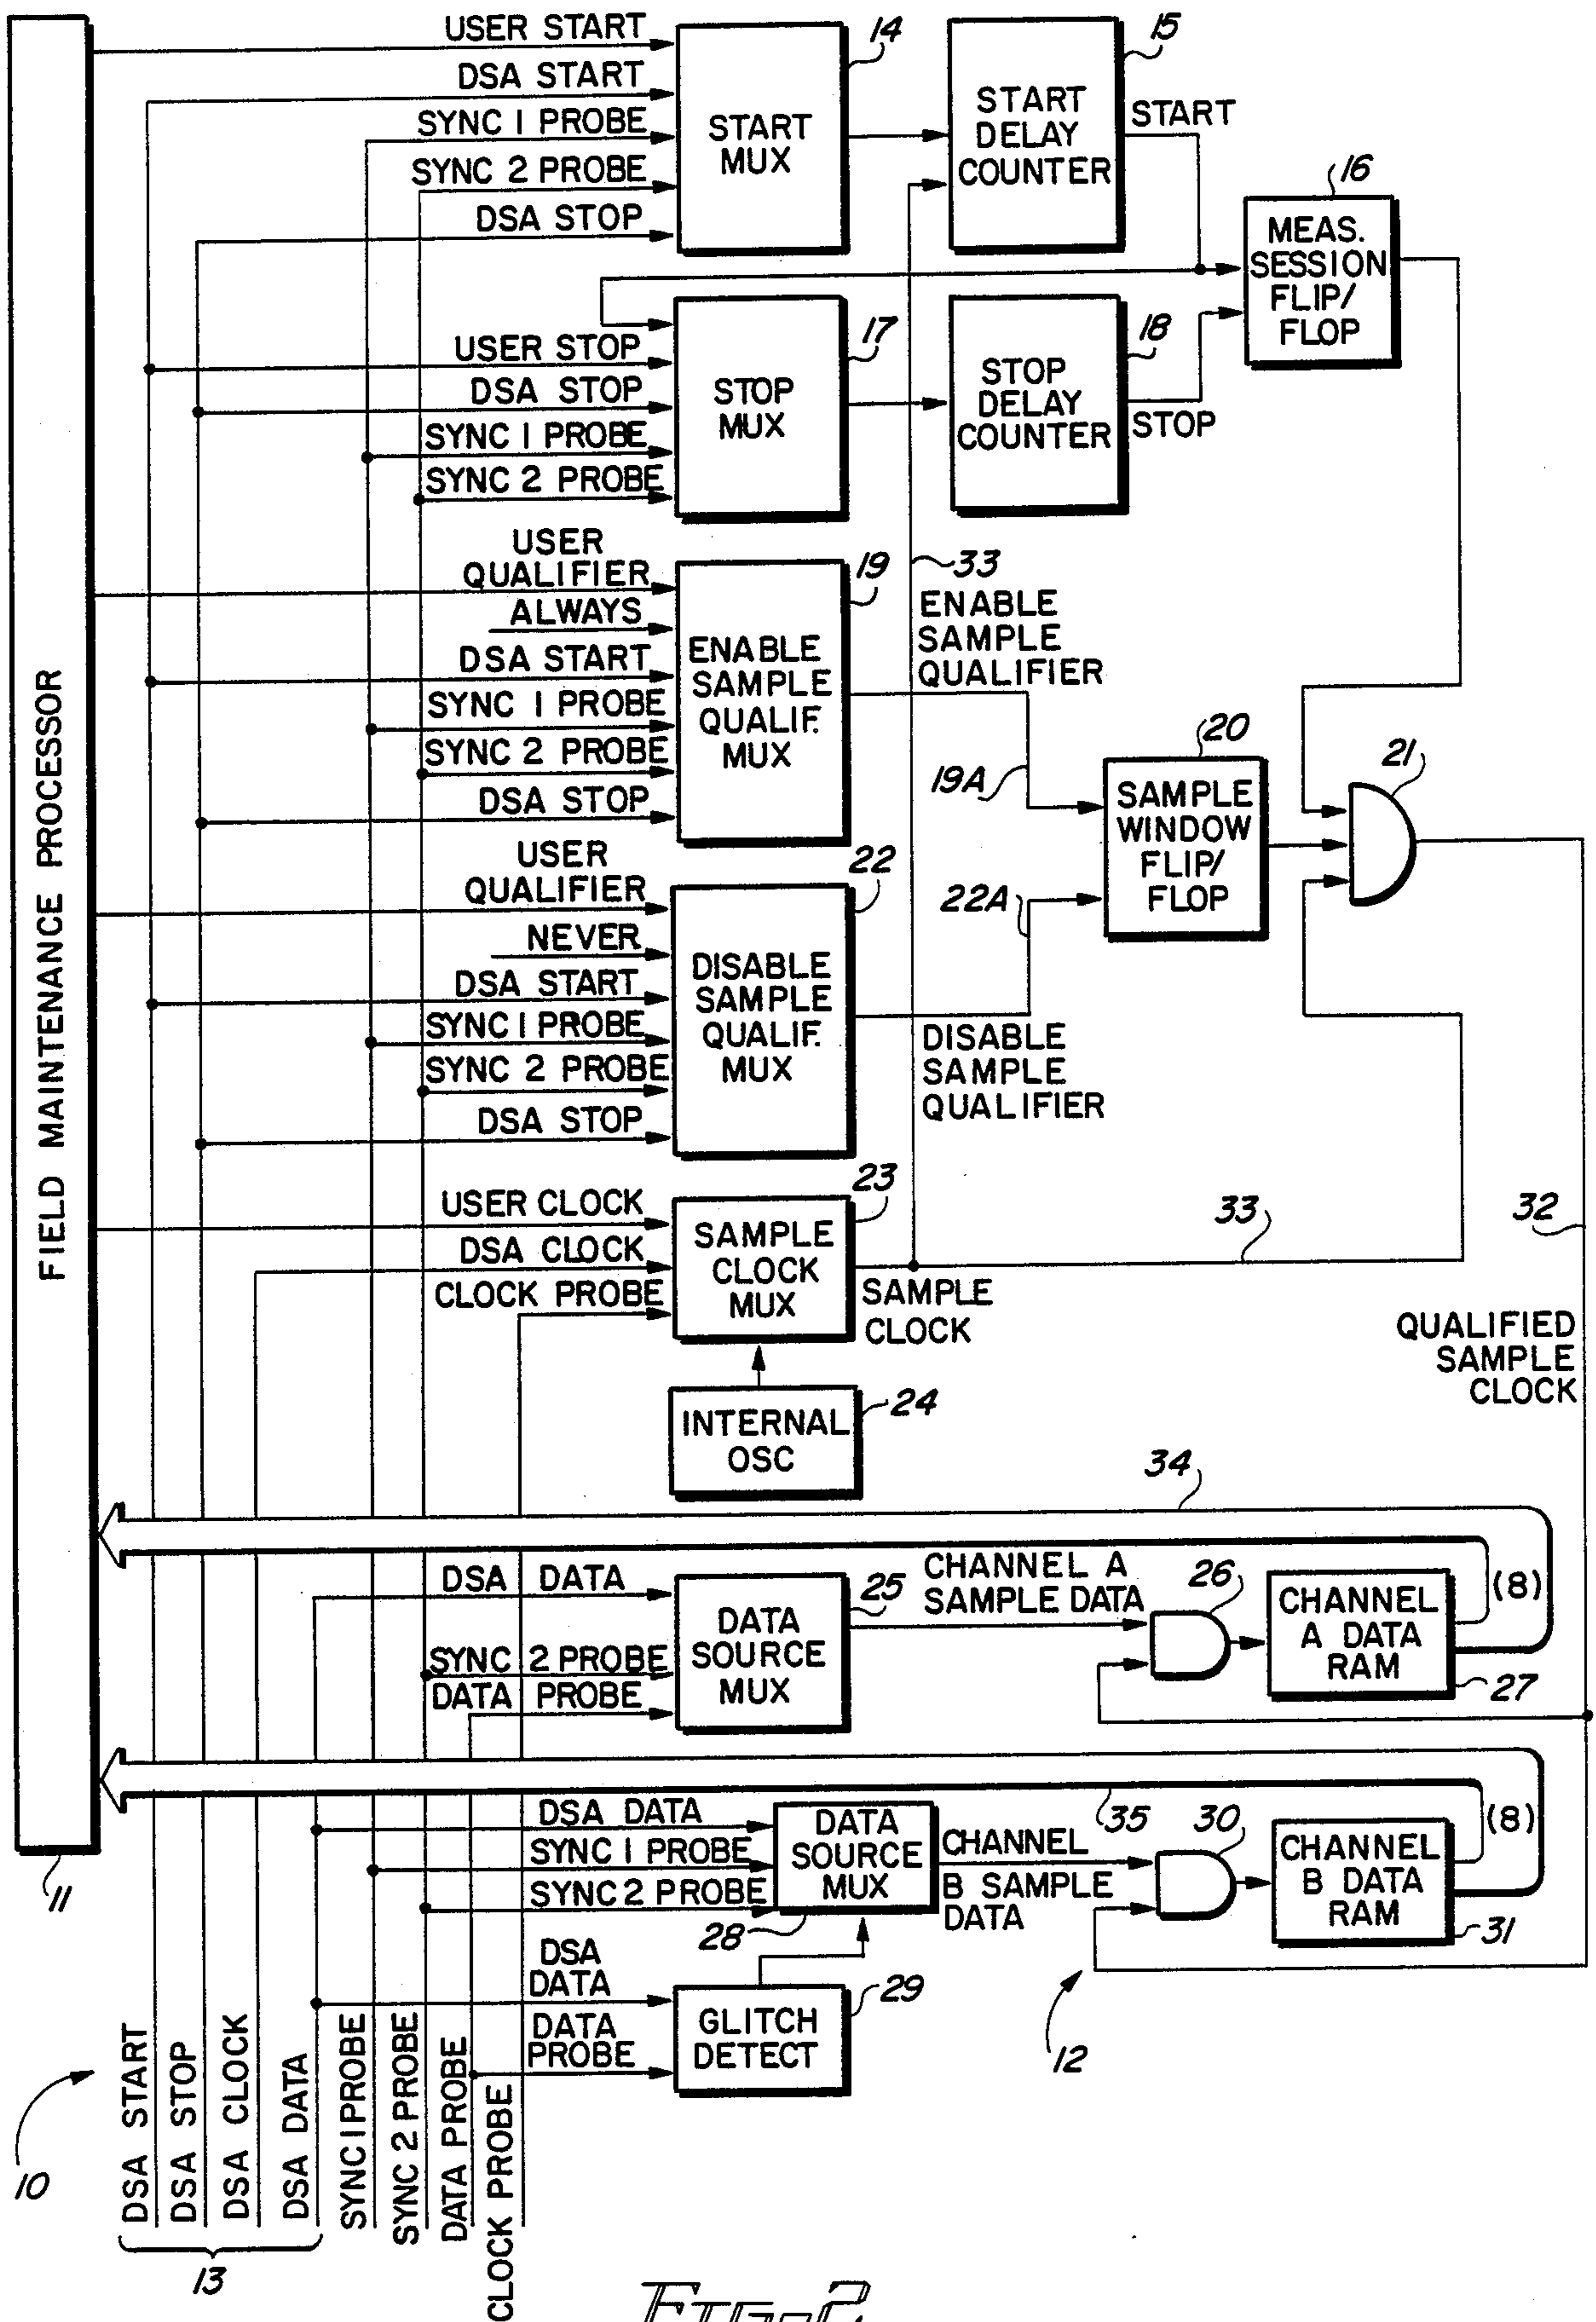 USER START
DSA START
SYNC 1 PROBE
SYNC 2 PROBE
DSA STOP
START
MUX
14
START
DELAY
COUNTER
15
START
MEAS.
SESSION
FLIP/
FLOP
16
USER STOP
DSA STOP
SYNC 1 PROBE
SYNC 2 PROBE
STOP
MUX
17
STOP
DELAY
COUNTER
18
STOP
USER
QUALIFIER
ALWAYS
DSA START
SYNC 1 PROBE
SYNC 2 PROBE
DSA STOP
ENABLE
SAMPLE
QUALIF.
MUX
19
33
ENABLE
SAMPLE
QUALIFIER
19A
SAMPLE
WINDOW
FLIP/
FLOP
20
21
FIELD MAINTENANCE PROCESSOR
USER
QUALIFIER
NEVER
DSA START
SYNC 1 PROBE
SYNC 2 PROBE
DSA STOP
DISABLE
SAMPLE
QUALIF.
MUX
22
22A
DISABLE
SAMPLE
QUALIFIER
USER CLOCK
DSA CLOCK
CLOCK PROBE
SAMPLE
CLOCK
MUX
23
SAMPLE
CLOCK
33
32
QUALIFIED
SAMPLE
CLOCK
INTERNAL
OSC
24
34
DSA DATA
SYNC 2 PROBE
DATA PROBE
DATA
SOURCE
MUX
25
CHANNEL A
SAMPLE DATA
26
CHANNEL
A DATA
RAM
27
(8)
35
DSA DATA
SYNC 1 PROBE
SYNC 2 PROBE
DATA
SOURCE
MUX
28
CHANNEL
B SAMPLE
DATA
30
CHANNEL
B DATA
RAM
31
(8)
11
DSA
DATA
DATA
PROBE
GLITCH
DETECT
29
12
10
DSA START
DSA STOP
DSA CLOCK
DSA DATA
SYNC 1 PROBE
SYNC 2 PROBE
DATA PROBE
CLOCK PROBE
13
FIG-2